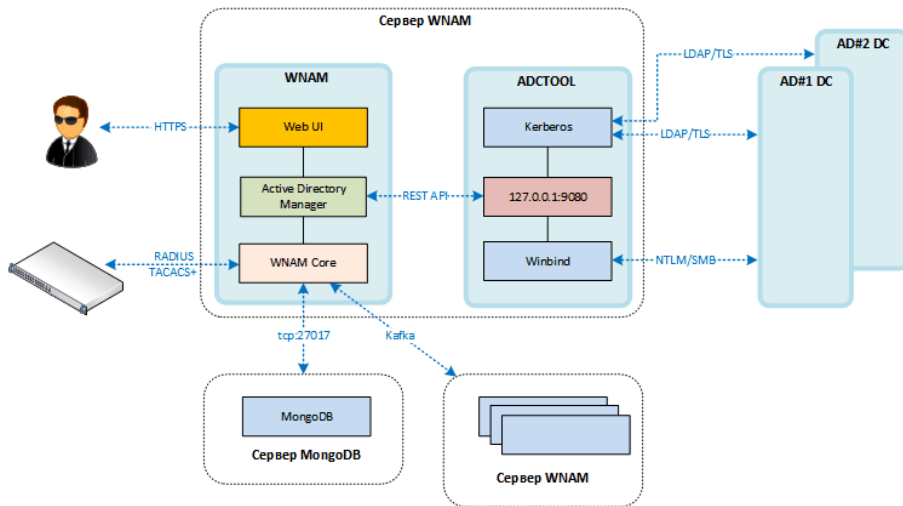 Сервер WNAM
AD#2 DC
LDAP/TLS
WNAM
ADCTOOL
AD#1 DC
HTTPS
Web UI
Kerberos
LDAP/TLS
Active Directory
Manager
REST API
127.0.0.1:9080
RADIUS
TACACS+
WNAM Core
Winbind
NTLM/SMB
tcp:27017
Kafka
MongoDB
Сервер MongoDB
Сервер WNAM